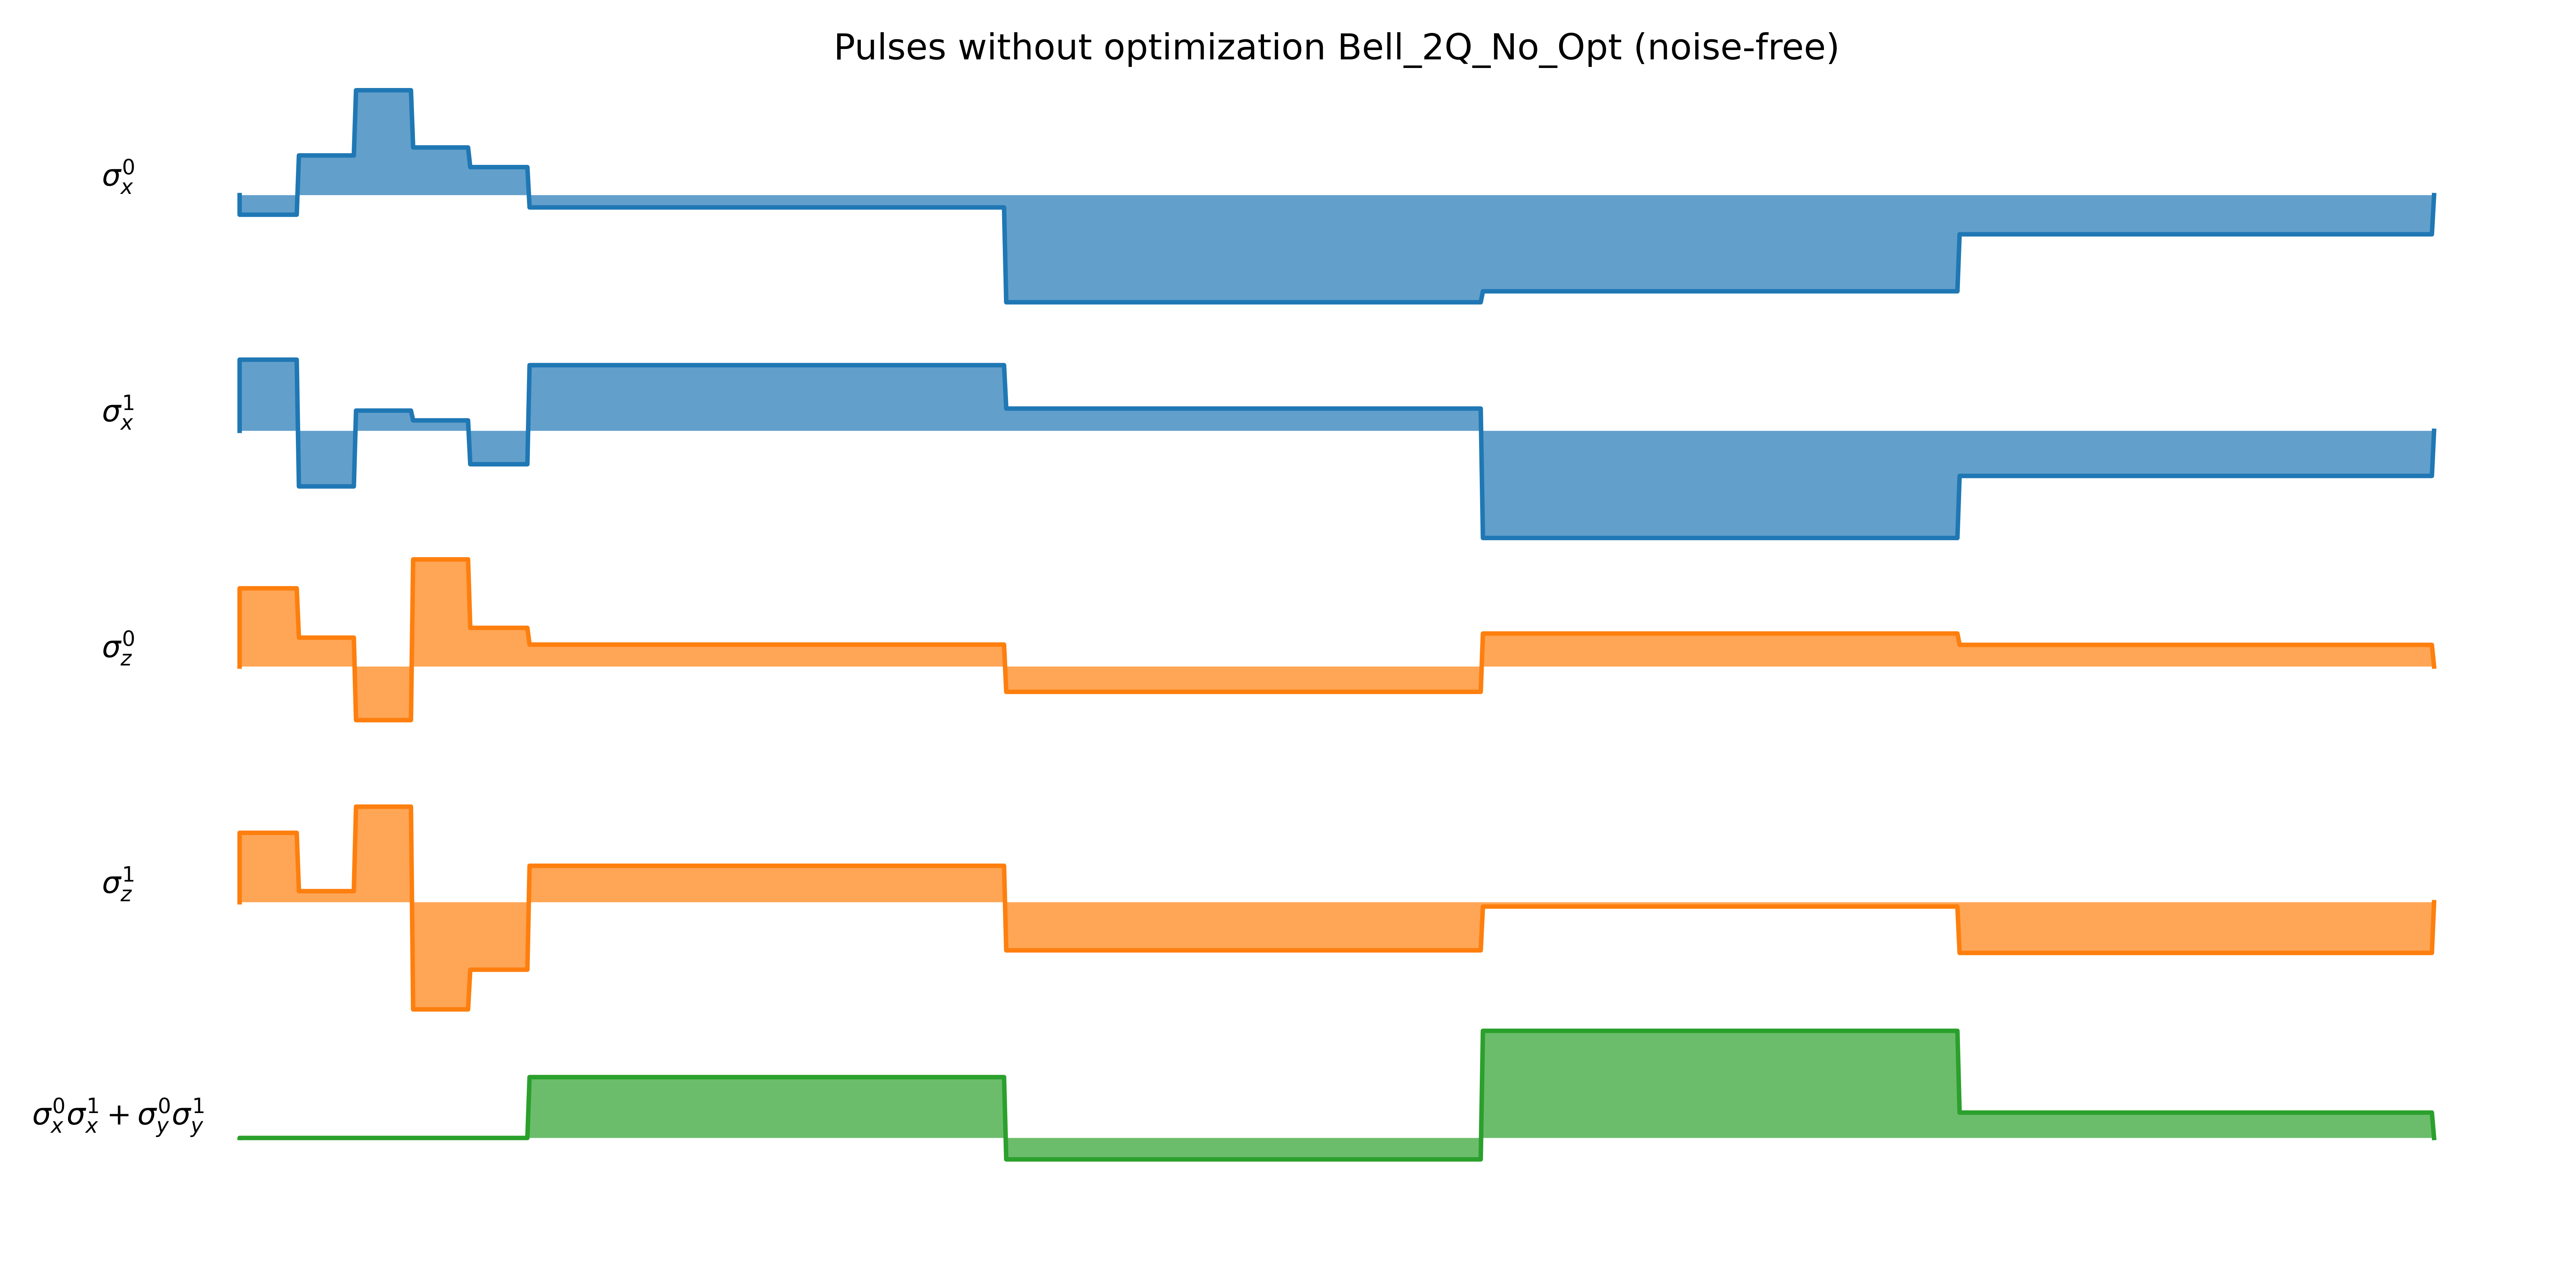 Pulses without optimization Bell_2Q_No_Opt (noise-free)
σ_x^0
σ_x^1
σ_z^0
σ_z^1
σ_x^0σ_x^1 + σ_y^0σ_y^1